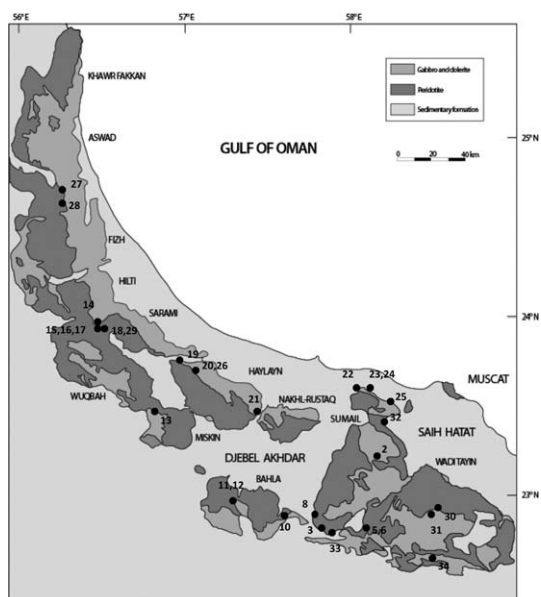 56°E
57°E
58°E
KHAWR FAKKAN
Gabbro and dolerite
Peridotite
Sedimentary formation
ASWAD
25°N
GULF OF OMAN
0 20 40 km
27
28
FIZH
HILTI
14
SARAMI
24°N
15,16,17
18,29
19
20,26
HAYLAYN
22
23,24
MUSCAT
WUQBAH
21
NAKHL-RUSTAQ
25
13
SUMAIL
32
MISKIN
SAIH HATAT
2
DJEBEL AKHDAR
WADI TAYIN
BAHLA
11,12
23°N
8
30
10
3
5,6
31
33
34